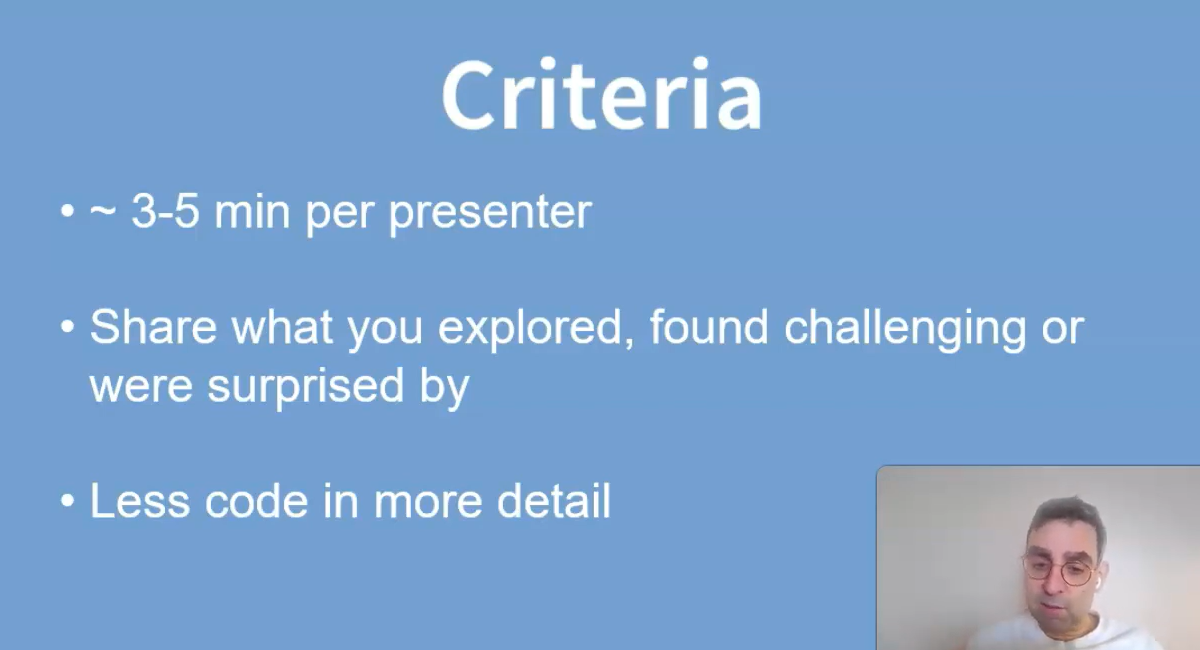 Criteria
• ~ 3-5 min per presenter
• Share what you explored, found challenging or
were surprised by
• Less code in more detail